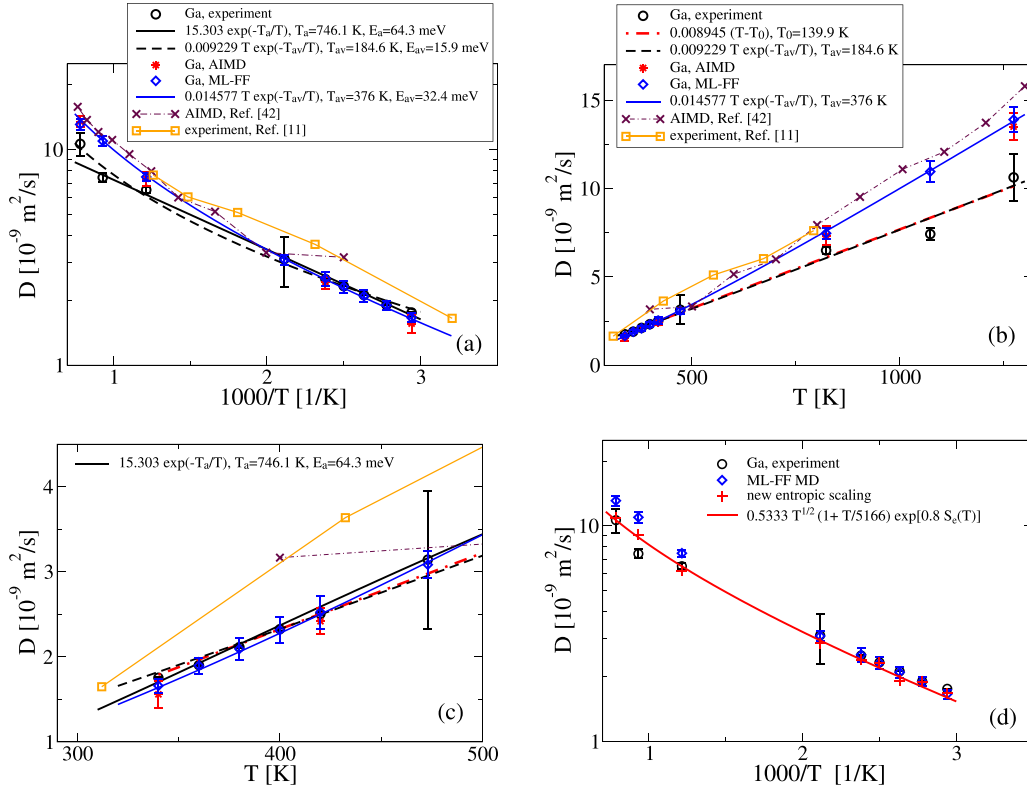 (a)
Ga, experiment
15.303 exp(-Ta/T), Ta=746.1 K, Ea=64.3 meV
0.009229 T exp(-Tav/T), Tav=184.6 K, Eav=15.9 meV
Ga, AIMD
Ga, ML-FF
0.014577 T exp(-Tav/T), Tav=376 K, Eav=32.4 meV
AIMD, Ref. [42]
experiment, Ref. [11]
D [10⁻⁹ m²/s]
10
1
1 2 3
1000/T [1/K]
(b)
Ga, experiment
0.008945 (T-T0), T0=139.9 K
0.009229 T exp(-Tav/T), Tav=184.6 K
Ga, AIMD
Ga, ML-FF
0.014577 T exp(-Tav/T), Tav=376 K
AIMD, Ref. [42]
experiment, Ref. [11]
D [10⁻⁹ m²/s]
15
10
5
0
500 1000
T [K]
(c)
15.303 exp(-Ta/T), Ta=746.1 K, Ea=64.3 meV
D [10⁻⁹ m²/s]
4
3
2
1
300 400 500
T [K]
(d)
Ga, experiment
ML-FF MD
new entropic scaling
0.5333 T^1/2 (1+ T/5166) exp[0.8 Se(T)]
D [10⁻⁹ m²/s]
10
1
1 2 3
1000/T [1/K]